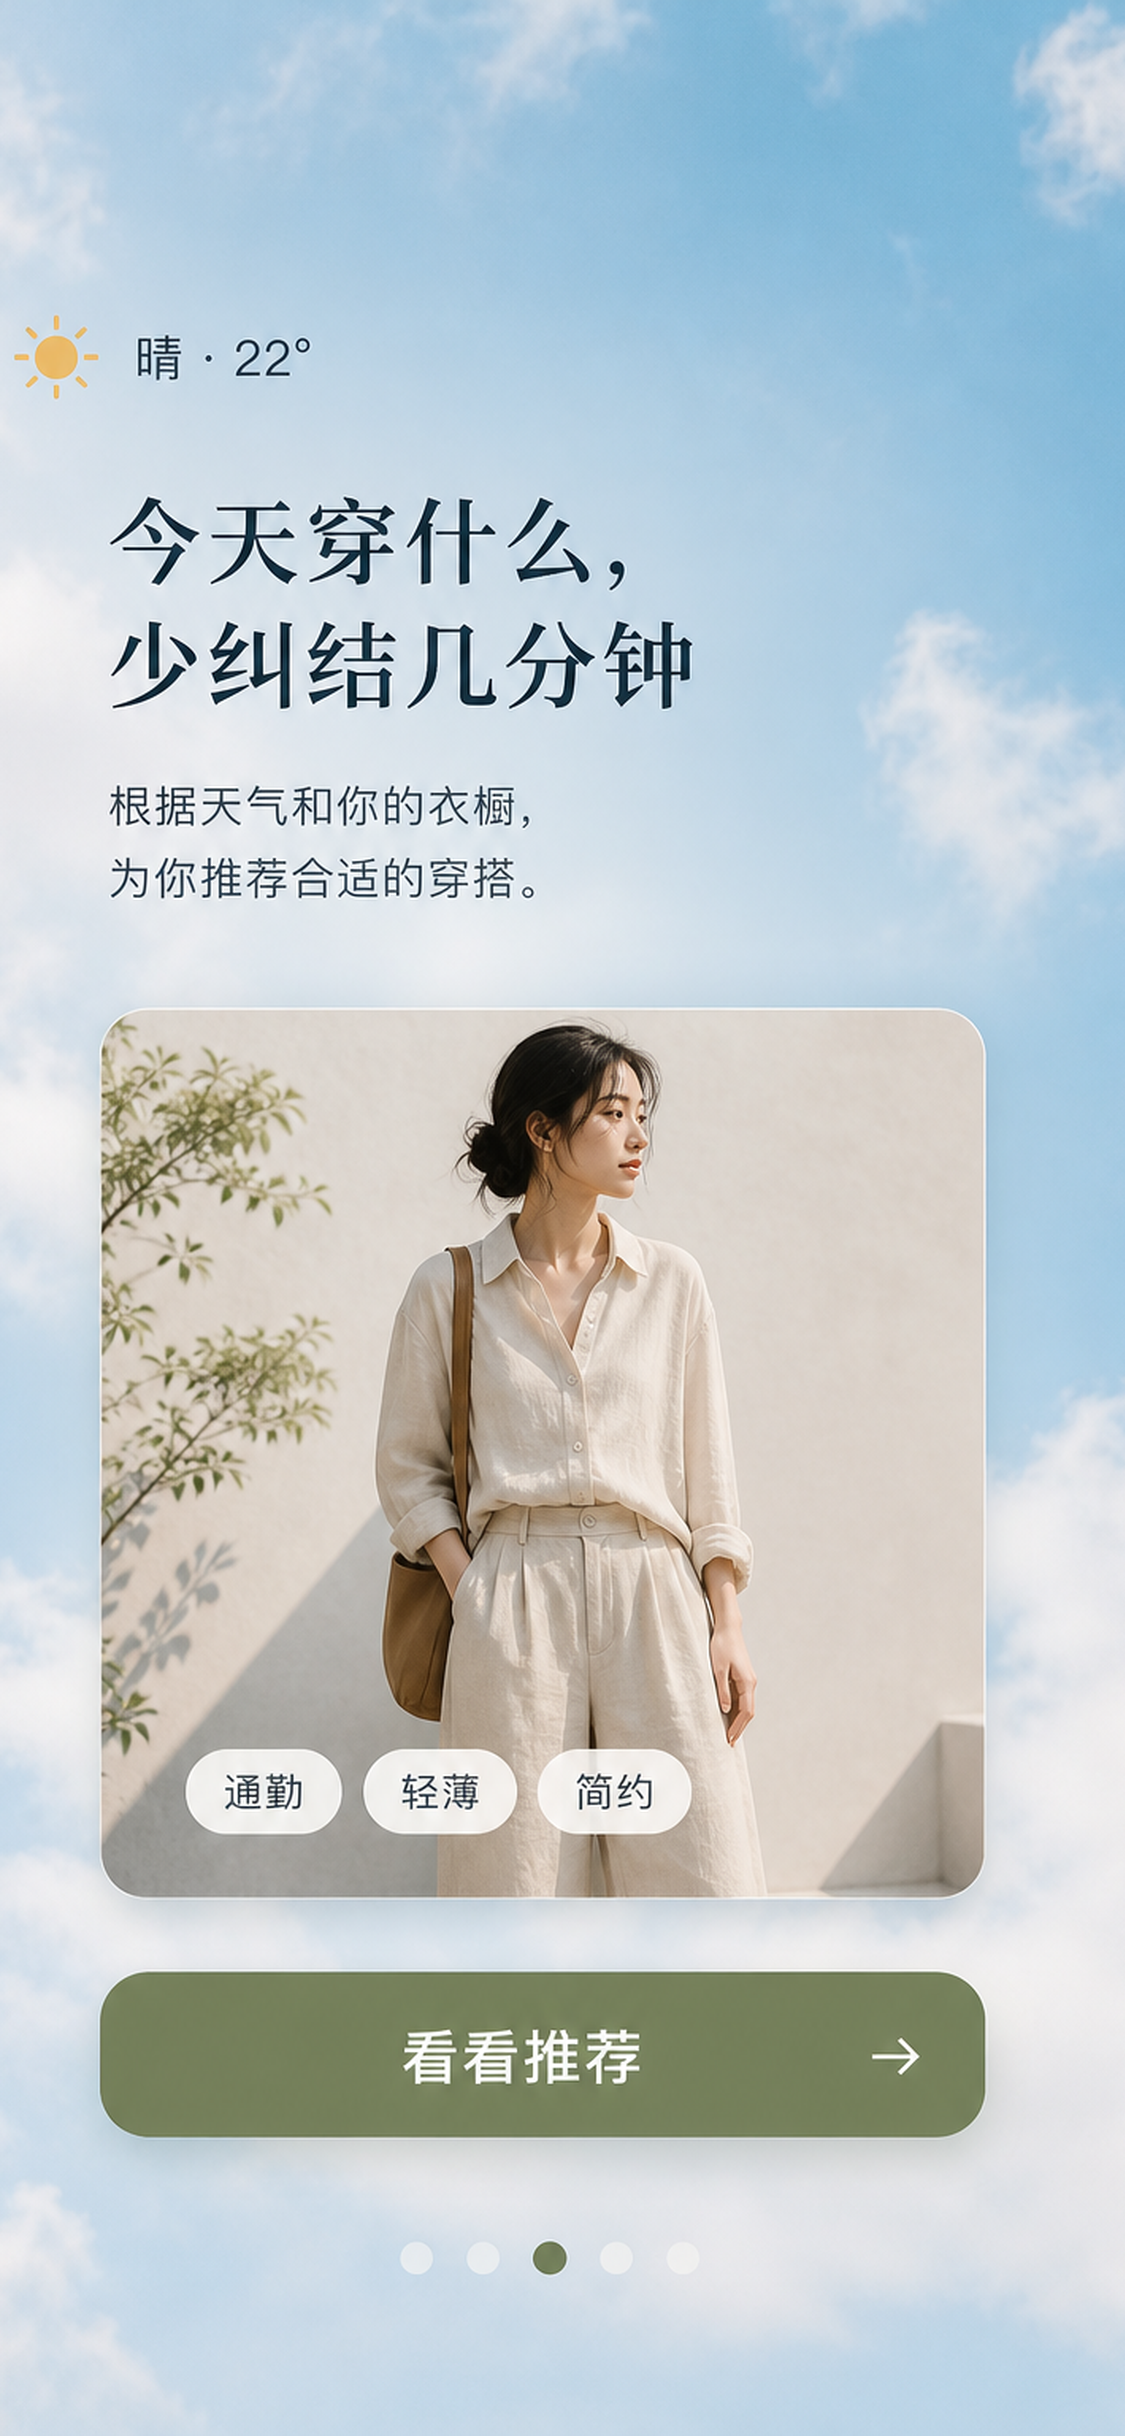 晴 · 22°
今天穿什么，
少纠结几分钟
根据天气和你的衣橱，
为你推荐合适的穿搭。
通勤 轻薄 简约
看看推荐 →